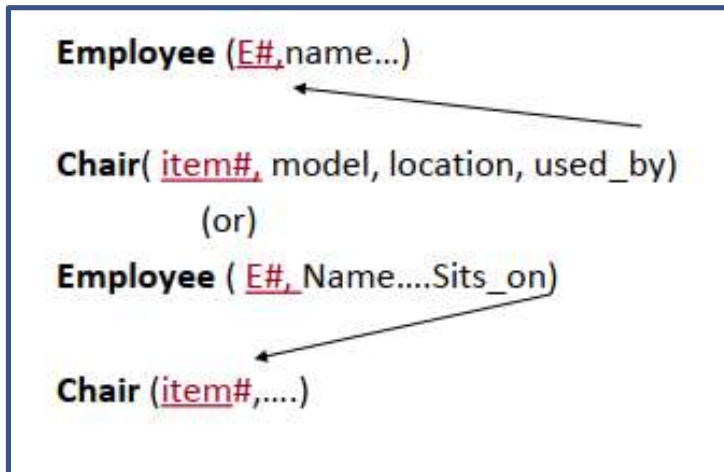 Employee (E#,name...)
Chair( item#, model, location, used_by)
(or)
Employee ( E#, Name....Sits_on)
Chair (item#,....)